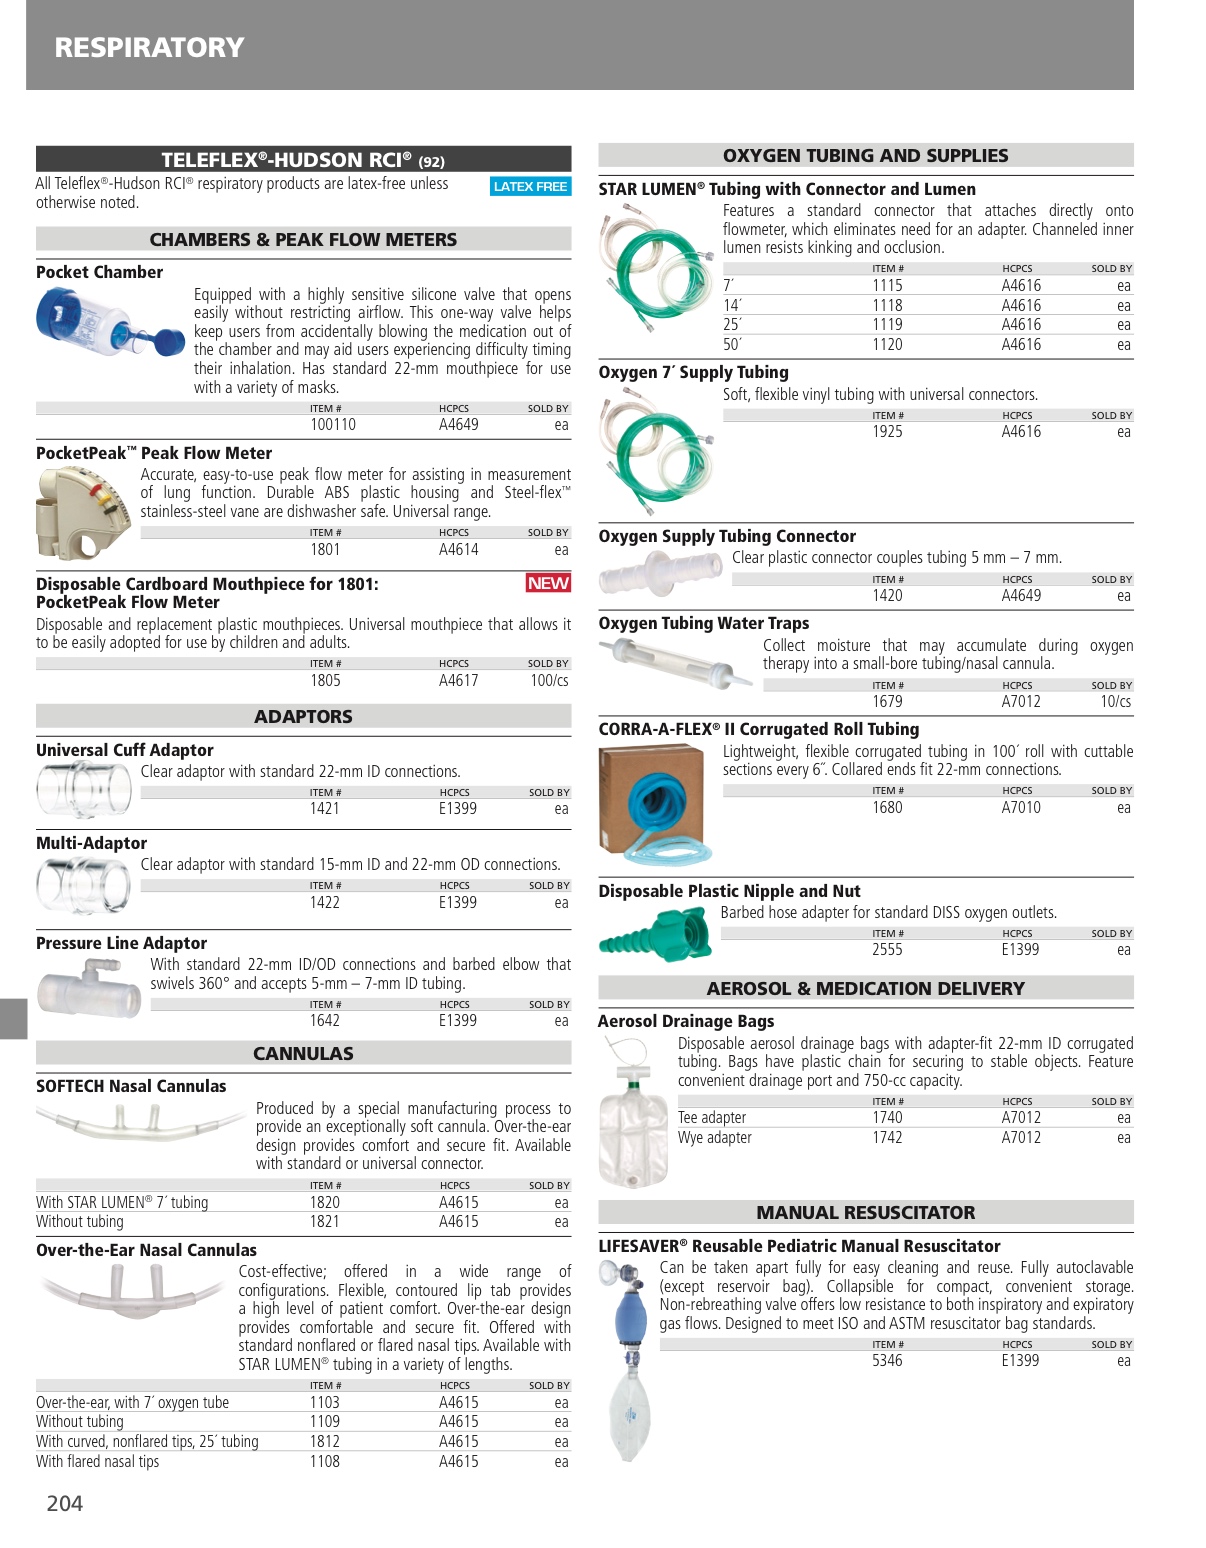 RESPIRATORY
TELEFLEX®-HUDSON RCI® (92)
All Teleflex®-Hudson RCI® respiratory products are latex-free unless
otherwise noted.
LATEX FREE
CHAMBERS & PEAK FLOW METERS
Pocket Chamber
Equipped with a highly sensitive silicone valve that opens
easily without restricting airflow. This one-way valve helps
keep users from accidentally blowing the medication out of
the chamber and may aid users experiencing difficulty timing
their inhalation. Has standard 22-mm mouthpiece for use
with a variety of masks.
ITEM # HCPCS SOLD BY
100110 A4649 ea
PocketPeak™ Peak Flow Meter
Accurate, easy-to-use peak flow meter for assisting in measurement
of lung function. Durable ABS plastic housing and Steel-flex™
stainless-steel vane are dishwasher safe. Universal range.
ITEM # HCPCS SOLD BY
1801 A4614 ea
Disposable Cardboard Mouthpiece for 1801:
PocketPeak Flow Meter
NEW
Disposable and replacement plastic mouthpieces. Universal mouthpiece that allows it
to be easily adopted for use by children and adults.
ITEM # HCPCS SOLD BY
1805 A4617 100/cs
ADAPTORS
Universal Cuff Adaptor
Clear adaptor with standard 22-mm ID connections.
ITEM # HCPCS SOLD BY
1421 E1399 ea
Multi-Adaptor
Clear adaptor with standard 15-mm ID and 22-mm OD connections.
ITEM # HCPCS SOLD BY
1422 E1399 ea
Pressure Line Adaptor
With standard 22-mm ID/OD connections and barbed elbow that
swivels 360° and accepts 5-mm – 7-mm ID tubing.
ITEM # HCPCS SOLD BY
1642 E1399 ea
CANNULAS
SOFTECH Nasal Cannulas
Produced by a special manufacturing process to
provide an exceptionally soft cannula. Over-the-ear
design provides comfort and secure fit. Available
with standard or universal connector.
ITEM # HCPCS SOLD BY
With STAR LUMEN® 7´ tubing 1820 A4615 ea
Without tubing 1821 A4615 ea
Over-the-Ear Nasal Cannulas
Cost-effective; offered in a wide range of
configurations. Flexible, contoured lip tab provides
a high level of patient comfort. Over-the-ear design
provides comfortable and secure fit. Offered with
standard nonflared or flared nasal tips. Available with
STAR LUMEN® tubing in a variety of lengths.
ITEM # HCPCS SOLD BY
Over-the-ear, with 7´ oxygen tube 1103 A4615 ea
Without tubing 1109 A4615 ea
With curved, nonflared tips, 25´ tubing 1812 A4615 ea
With flared nasal tips 1108 A4615 ea
OXYGEN TUBING AND SUPPLIES
STAR LUMEN® Tubing with Connector and Lumen
Features a standard connector that attaches directly onto
flowmeter, which eliminates need for an adapter. Channeled inner
lumen resists kinking and occlusion.
ITEM # HCPCS SOLD BY
7´ 1115 A4616 ea
14´ 1118 A4616 ea
25´ 1119 A4616 ea
50´ 1120 A4616 ea
Oxygen 7´ Supply Tubing
Soft, flexible vinyl tubing with universal connectors.
ITEM # HCPCS SOLD BY
1925 A4616 ea
Oxygen Supply Tubing Connector
Clear plastic connector couples tubing 5 mm – 7 mm.
ITEM # HCPCS SOLD BY
1420 A4649 ea
Oxygen Tubing Water Traps
Collect moisture that may accumulate during oxygen
therapy into a small-bore tubing/nasal cannula.
ITEM # HCPCS SOLD BY
1679 A7012 10/cs
CORRA-A-FLEX® II Corrugated Roll Tubing
Lightweight, flexible corrugated tubing in 100´ roll with cuttable
sections every 6˝. Collared ends fit 22-mm connections.
ITEM # HCPCS SOLD BY
1680 A7010 ea
Disposable Plastic Nipple and Nut
Barbed hose adapter for standard DISS oxygen outlets.
ITEM # HCPCS SOLD BY
2555 E1399 ea
AEROSOL & MEDICATION DELIVERY
Aerosol Drainage Bags
Disposable aerosol drainage bags with adapter-fit 22-mm ID corrugated
tubing. Bags have plastic chain for securing to stable objects. Feature
convenient drainage port and 750-cc capacity.
ITEM # HCPCS SOLD BY
Tee adapter 1740 A7012 ea
Wye adapter 1742 A7012 ea
MANUAL RESUSCITATOR
LIFESAVER® Reusable Pediatric Manual Resuscitator
Can be taken apart fully for easy cleaning and reuse. Fully autoclavable
(except reservoir bag). Collapsible for compact, convenient storage.
Non-rebreathing valve offers low resistance to both inspiratory and expiratory
gas flows. Designed to meet ISO and ASTM resuscitator bag standards.
ITEM # HCPCS SOLD BY
5346 E1399 ea
204